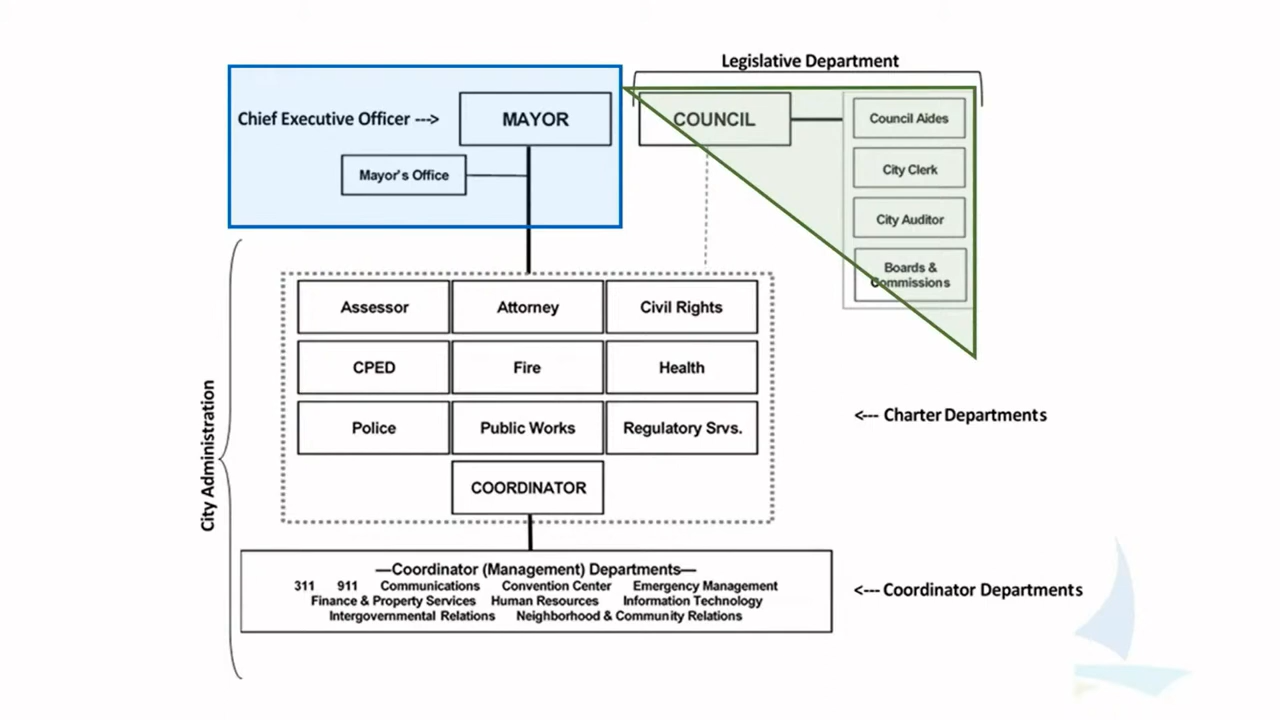 Legislative Department
Chief Executive Officer --->
MAYOR
COUNCIL
Council Aides
Mayor's Office
City Clerk
City Auditor
Boards &
Commissions
City Administration
Assessor
Attorney
Civil Rights
CPED
Fire
Health
<--- Charter Departments
Police
Public Works
Regulatory Srvs.
COORDINATOR
—Coordinator (Management) Departments—
311 911 Communications Convention Center Emergency Management
Finance & Property Services Human Resources Information Technology
Intergovernmental Relations Neighborhood & Community Relations
<--- Coordinator Departments